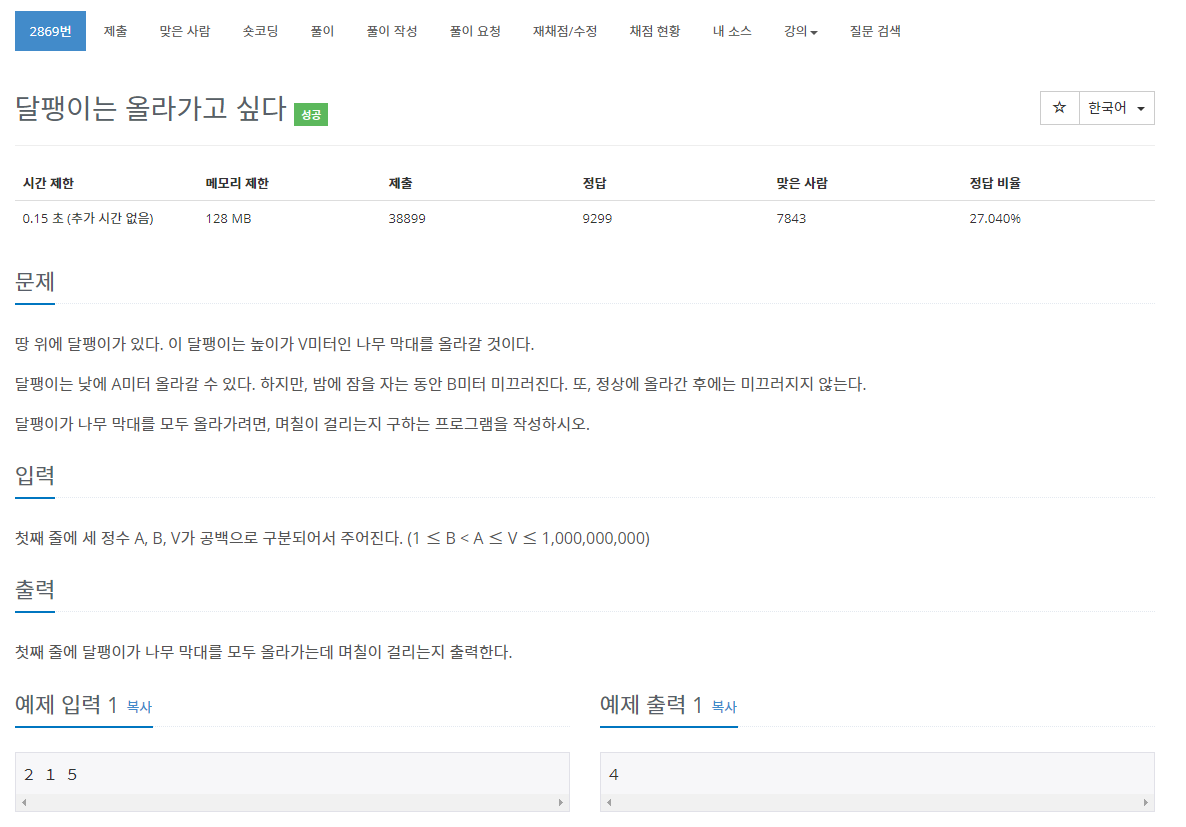 2869번 제출 맞은 사람 숏코딩 풀이 풀이 작성 풀이 요청 재채점/수정 채점 현황 내 소스 강의 질문 검색
달팽이는 올라가고 싶다 성공 한국어
시간 제한 메모리 제한 제출 정답 맞은 사람 정답 비율
0.15 초 (추가 시간 없음) 128 MB 38899 9299 7843 27.040%
문제
땅 위에 달팽이가 있다. 이 달팽이는 높이가 V미터인 나무 막대를 올라갈 것이다.
달팽이는 낮에 A미터 올라갈 수 있다. 하지만, 밤에 잠을 자는 동안 B미터 미끄러진다. 또, 정상에 올라간 후에는 미끄러지지 않는다.
달팽이가 나무 막대를 모두 올라가려면, 며칠이 걸리는지 구하는 프로그램을 작성하시오.
입력
첫째 줄에 세 정수 A, B, V가 공백으로 구분되어서 주어진다. (1 ≤ B < A ≤ V ≤ 1,000,000,000)
출력
첫째 줄에 달팽이가 나무 막대를 모두 올라가는데 며칠이 걸리는지 출력한다.
예제 입력 1 복사 예제 출력 1 복사
2 1 5 4